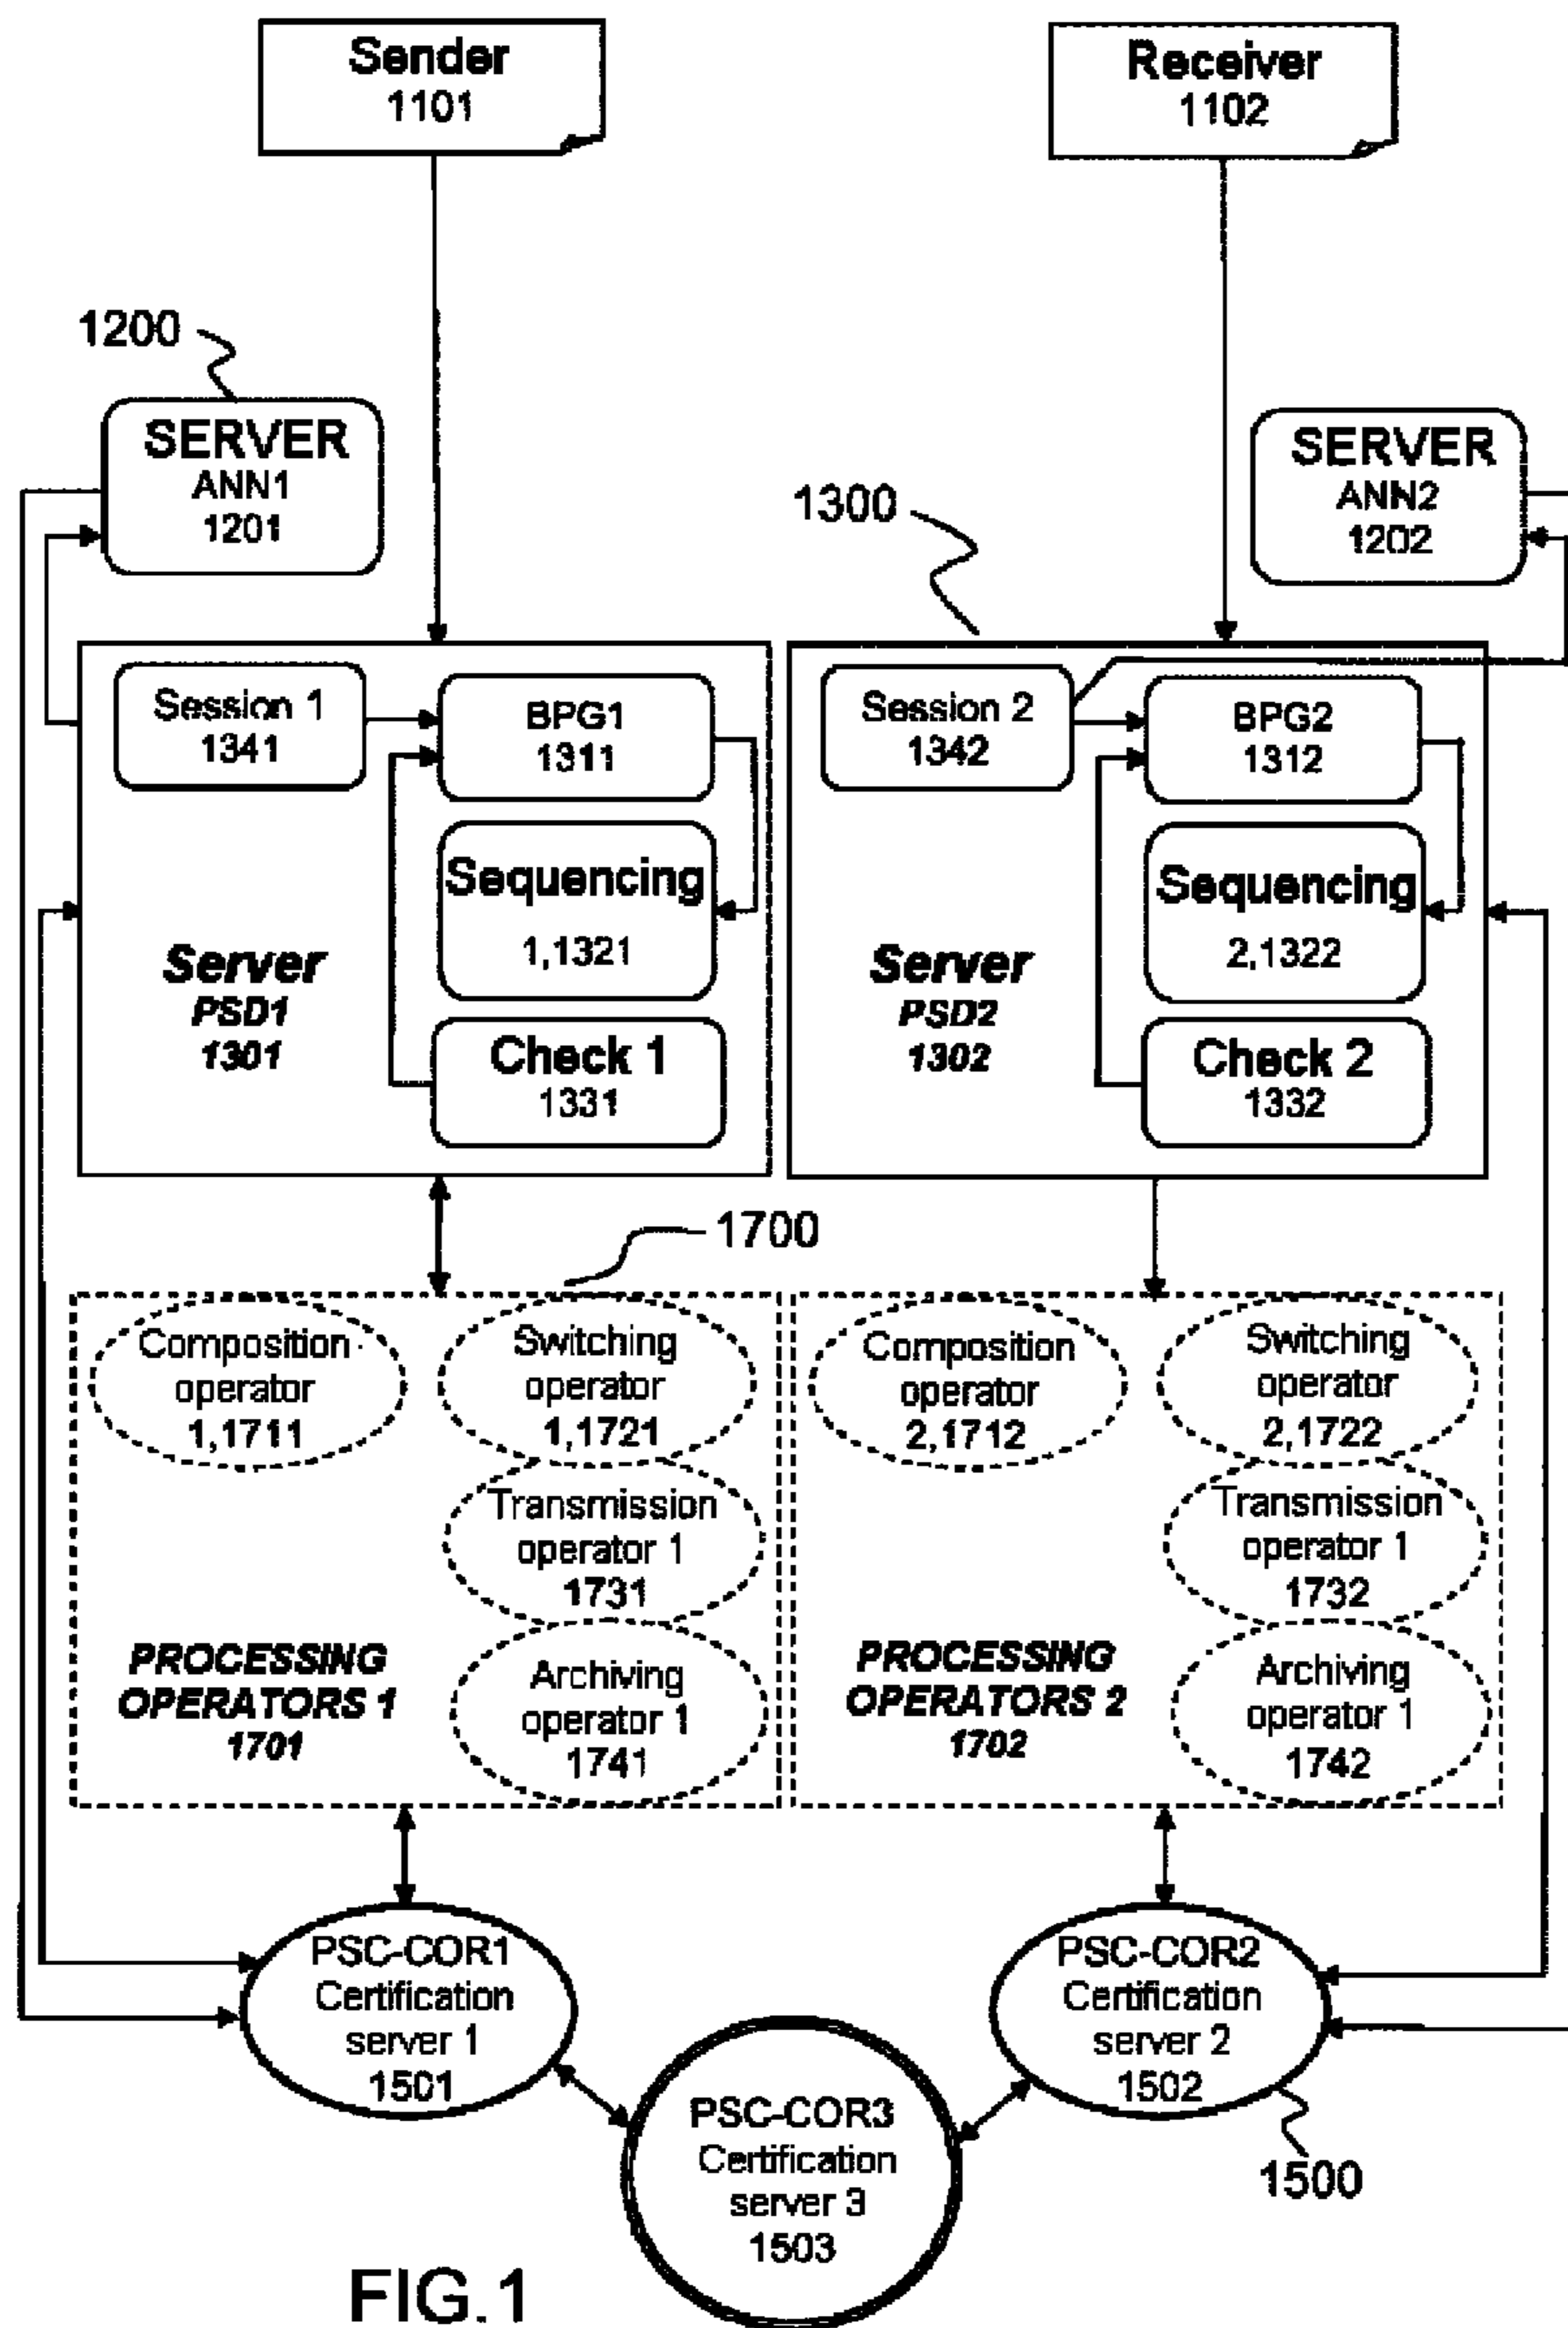 Sender
1101
Receiver
1102
1200
SERVER
ANN1
1201
SERVER
ANN2
1202
1300
Session 1
1341
BPG1
1311
Sequencing
1,1321
Check 1
1331
Server
PSD1
1301
Session 2
1342
BPG2
1312
Sequencing
2,1322
Check 2
1332
Server
PSD2
1302
1700
Composition
operator
1,1711
Switching
operator
1,1721
Transmission
operator 1
1731
Archiving
operator 1
1741
PROCESSING
OPERATORS 1
1701
Composition
operator
2,1712
Switching
operator
2,1722
Transmission
operator 1
1732
Archiving
operator 1
1742
PROCESSING
OPERATORS 2
1702
PSC-COR1
Certification
server 1
1501
PSC-COR2
Certification
server 2
1502
PSC-COR3
Certification
server 3
1503
1500
FIG.1